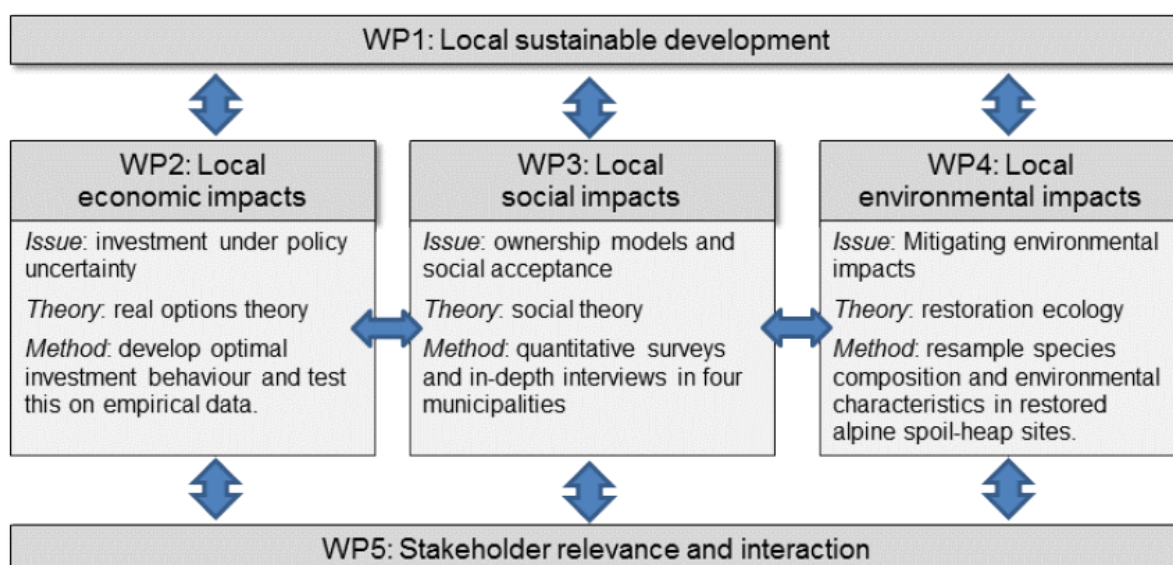 WP1: Local sustainable development
WP2: Local
economic impacts
Issue: investment under policy
uncertainty
Theory: real options theory
Method: develop optimal
investment behaviour and test
this on empirical data.
WP3: Local
social impacts
Issue: ownership models and
social acceptance
Theory: social theory
Method: quantitative surveys
and in-depth interviews in four
municipalities
WP4: Local
environmental impacts
Issue: Mitigating environmental
impacts
Theory: restoration ecology
Method: resample species
composition and environmental
characteristics in restored
alpine spoil-heap sites.
WP5: Stakeholder relevance and interaction